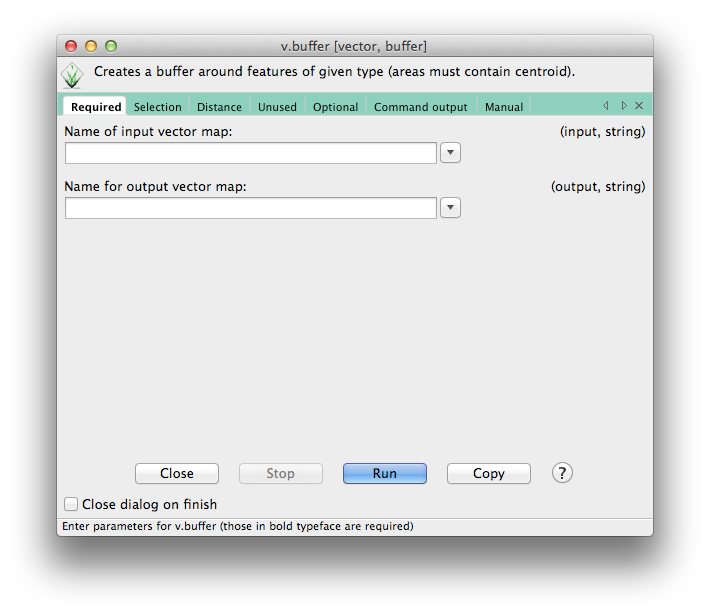 v.buffer [vector, buffer]
Creates a buffer around features of given type (areas must contain centroid).
Required Selection Distance Unused Optional Command output Manual
Name of input vector map: (input, string)
Name for output vector map: (output, string)
Close Stop Run Copy ?
Close dialog on finish
Enter parameters for v.buffer (those in bold typeface are required)